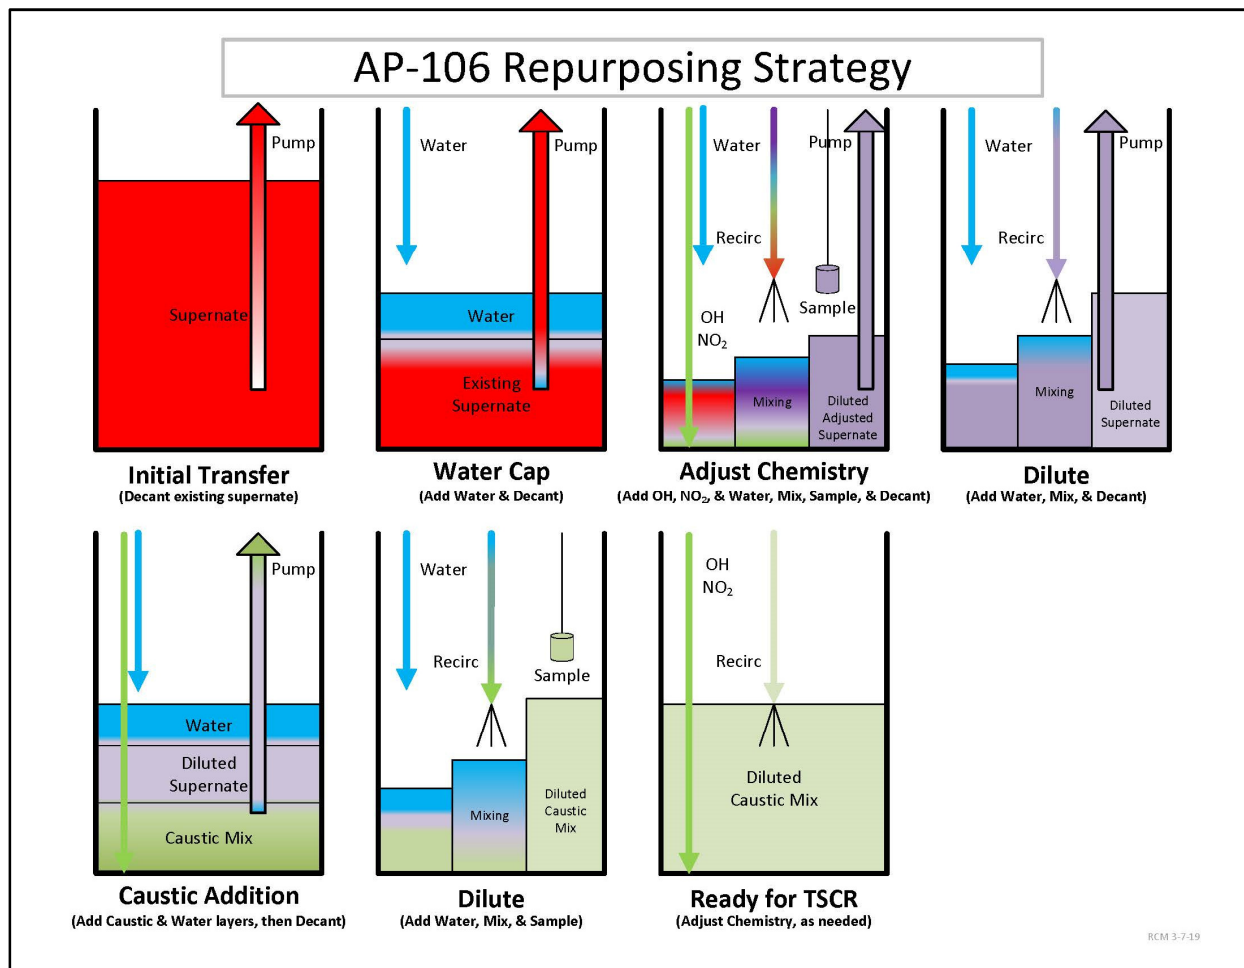 AP-106 Repurposing Strategy
Pump
Supernate
Initial Transfer
(Decant existing supernate)
Water
Pump
Water
Existing
Supernate
Water Cap
(Add Water & Decant)
Water
Pump
Recirc
Sample
OH
NO₂
Mixing
Diluted
Adjusted
Supernate
Adjust Chemistry
(Add OH, NO₂, & Water, Mix, Sample, & Decant)
Water
Pump
Recirc
Mixing
Diluted
Supernate
Dilute
(Add Water, Mix, & Decant)
Pump
Water
Diluted
Supernate
Caustic Mix
Caustic Addition
(Add Caustic & Water layers, then Decant)
Water
Recirc
Sample
Mixing
Diluted
Caustic
Mix
Dilute
(Add Water, Mix, & Sample)
OH
NO₂
Recirc
Diluted
Caustic Mix
Ready for TSCR
(Adjust Chemistry, as needed)
RCM 3-7-19